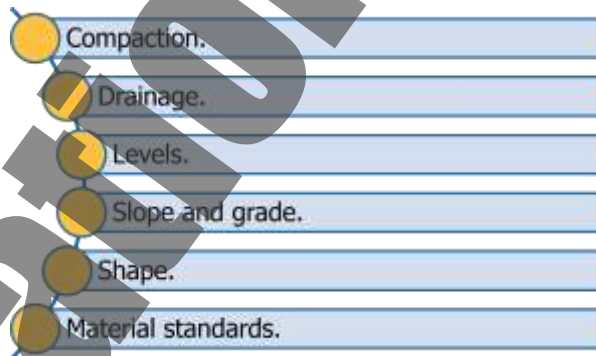 Compaction.
Drainage.
Levels.
Slope and grade.
Shape.
Material standards.